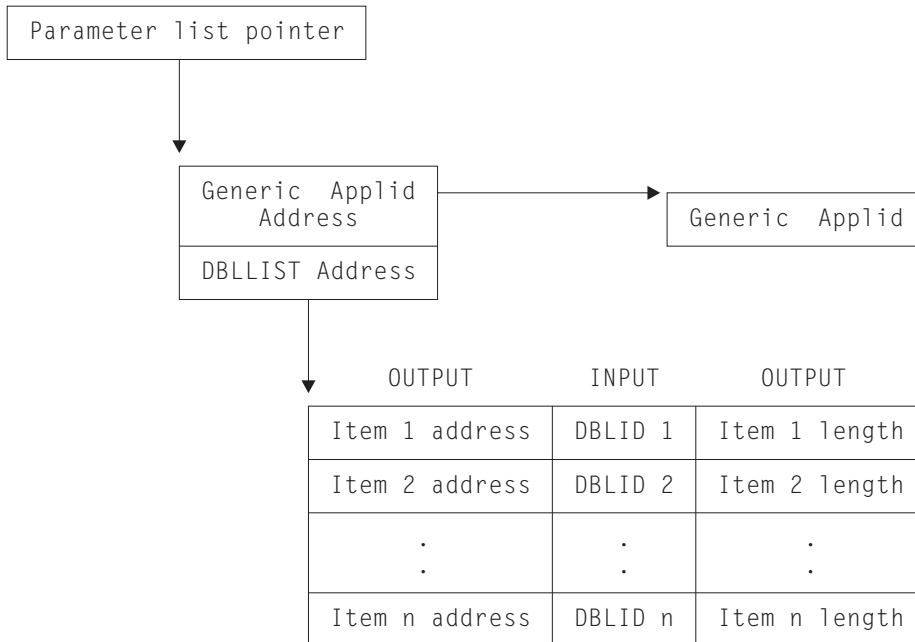 Parameter list pointer
Generic Applid
Address
Generic Applid
DBLLIST Address
OUTPUT INPUT OUTPUT
Item 1 address DBLID 1 Item 1 length
Item 2 address DBLID 2 Item 2 length
. . .
. . .
Item n address DBLID n Item n length